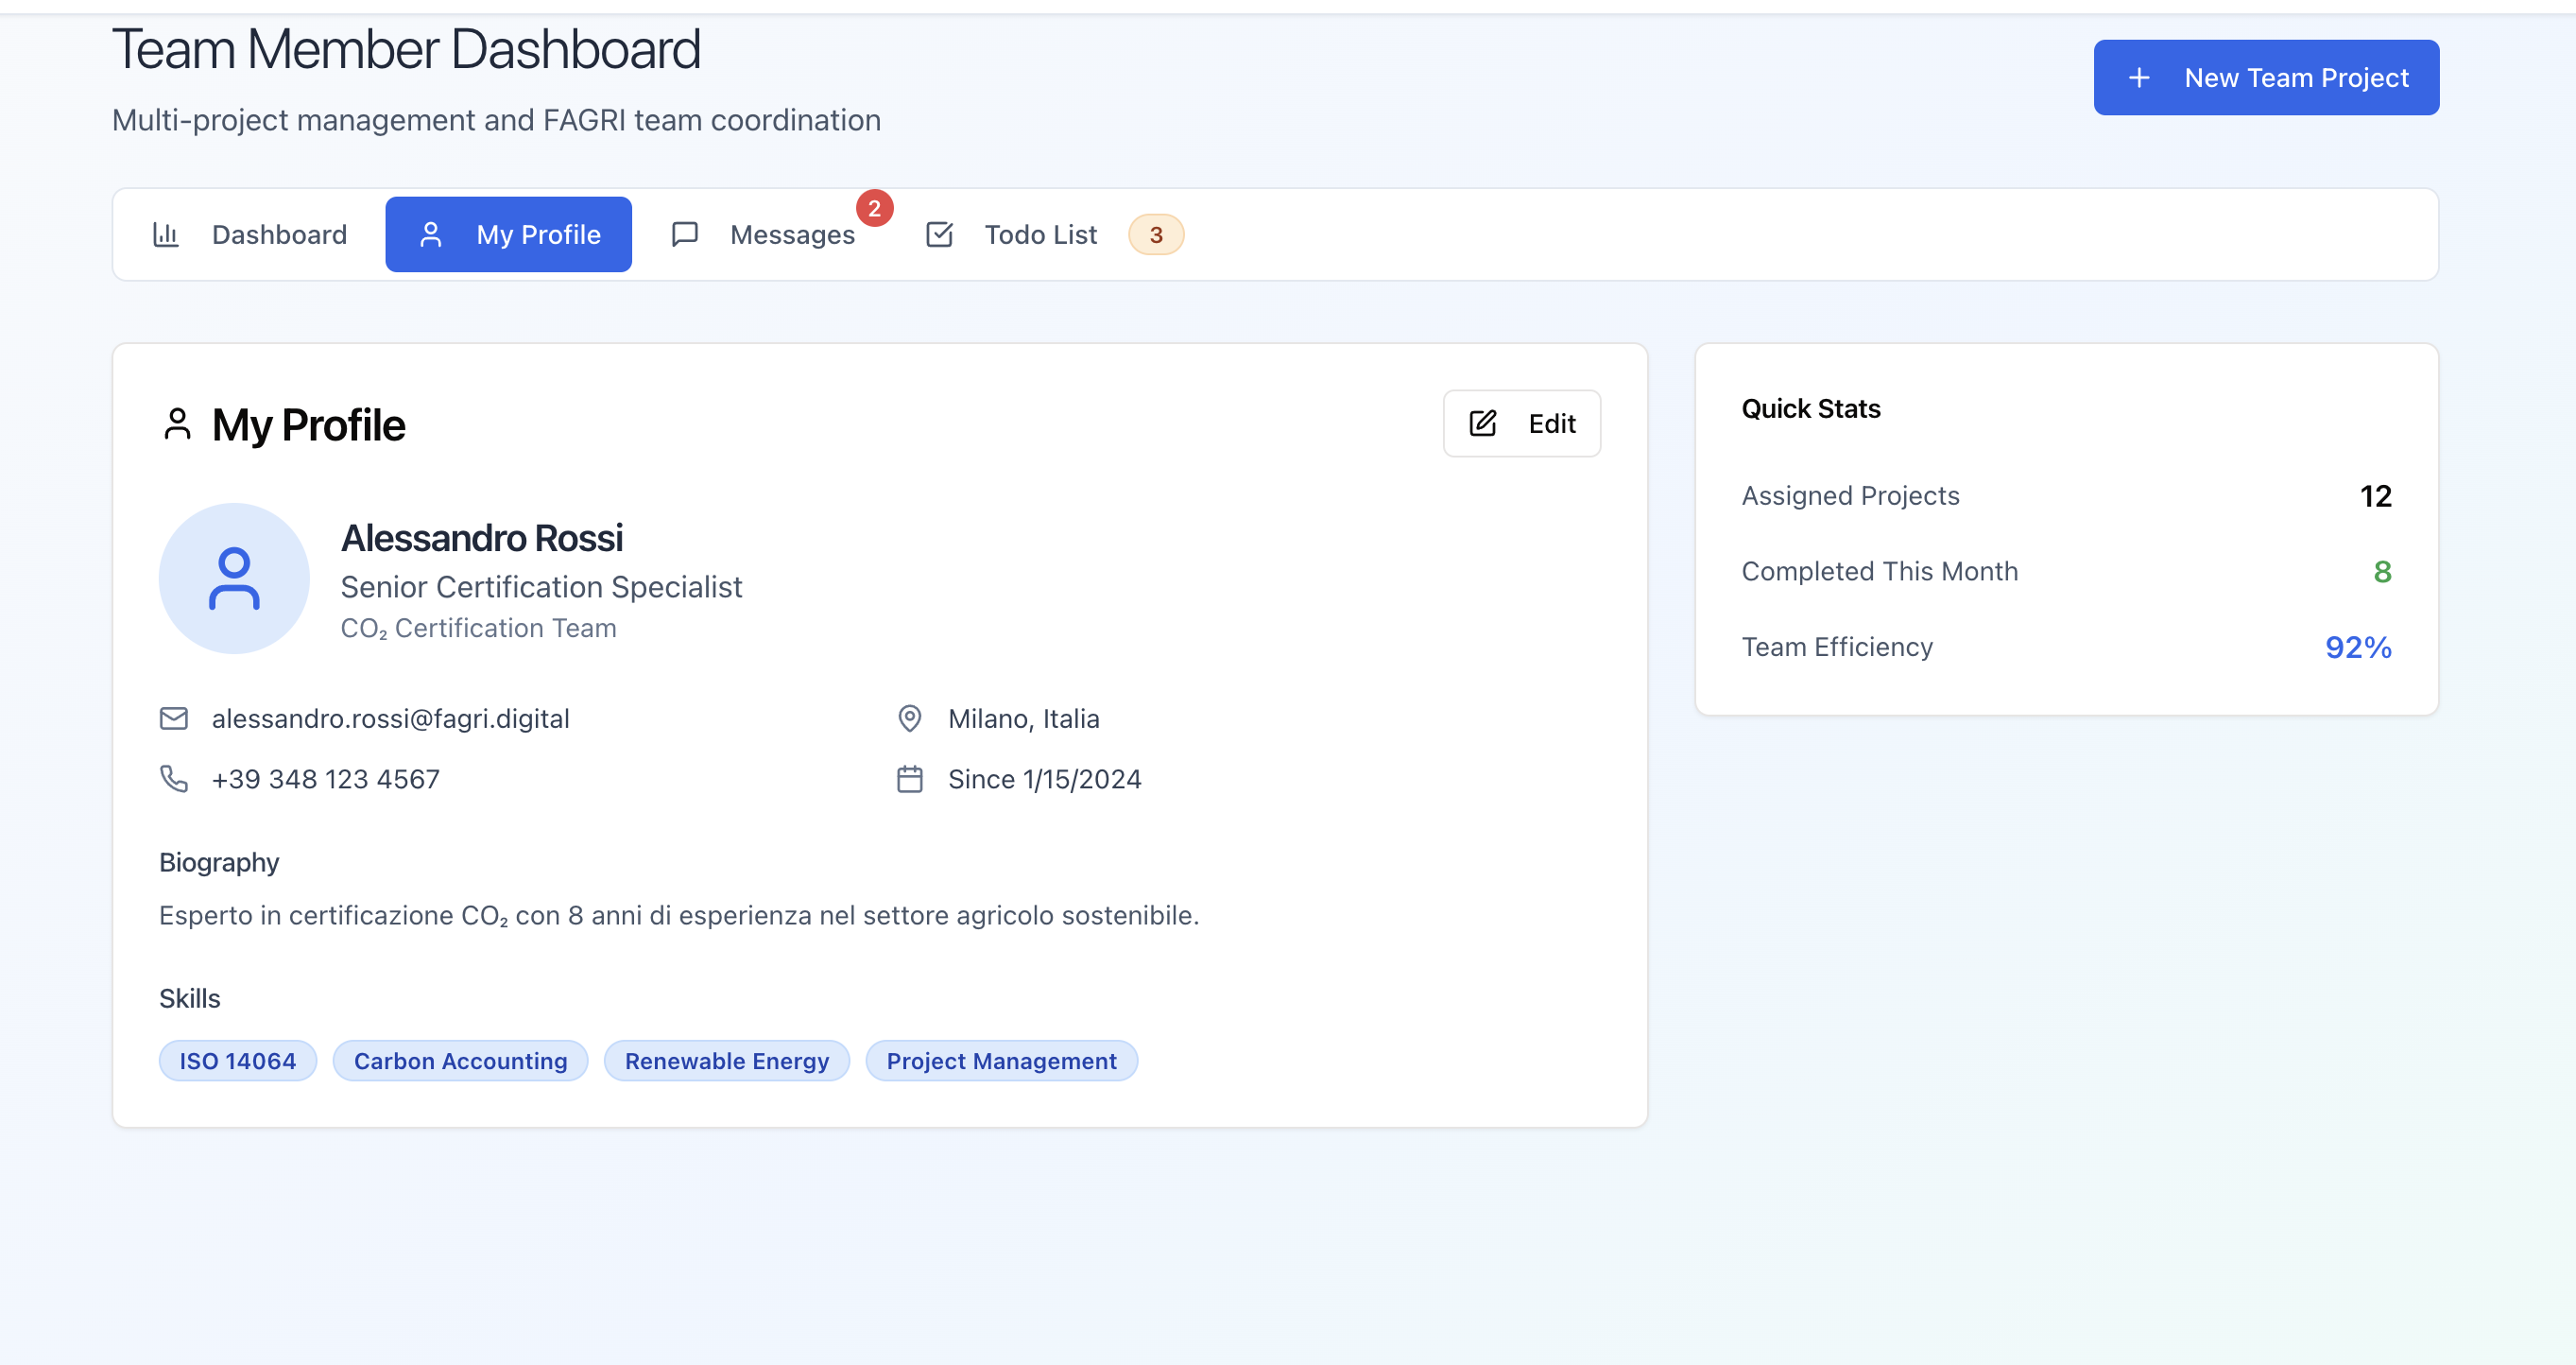 Team Member Dashboard
Multi-project management and FAGRI team coordination
New Team Project
Dashboard
My Profile
Messages
2
Todo List
3
My Profile
Edit
Alessandro Rossi
Senior Certification Specialist
CO₂ Certification Team
alessandro.rossi@fagri.digital
Milano, Italia
+39 348 123 4567
Since 1/15/2024
Biography
Esperto in certificazione CO₂ con 8 anni di esperienza nel settore agricolo sostenibile.
Skills
ISO 14064
Carbon Accounting
Renewable Energy
Project Management
Quick Stats
Assigned Projects
12
Completed This Month
8
Team Efficiency
92%